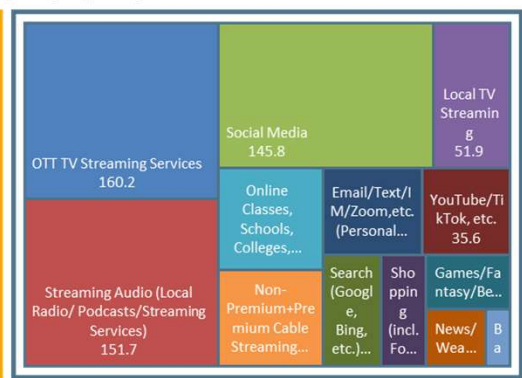 OTT TV Streaming Services
160.2
Streaming Audio (Local
Radio/ Podcasts/Streaming
Services)
151.7
Social Media
145.8
Local TV
Streamin
g
51.9
Online
Classes,
Schools,
Colleges,...
Email/Text/I
M/Zoom,etc.
(Personal...
YouTube/Ti
kTok, etc.
35.6
Non-
Premium+Pre
mium Cable
Streaming...
Search
(Googl
e,
Bing,
etc.)...
Sho
ppin
g
(incl.
Fo...
Games/Fa
ntasy/Be...
News/
Wea...
Ba